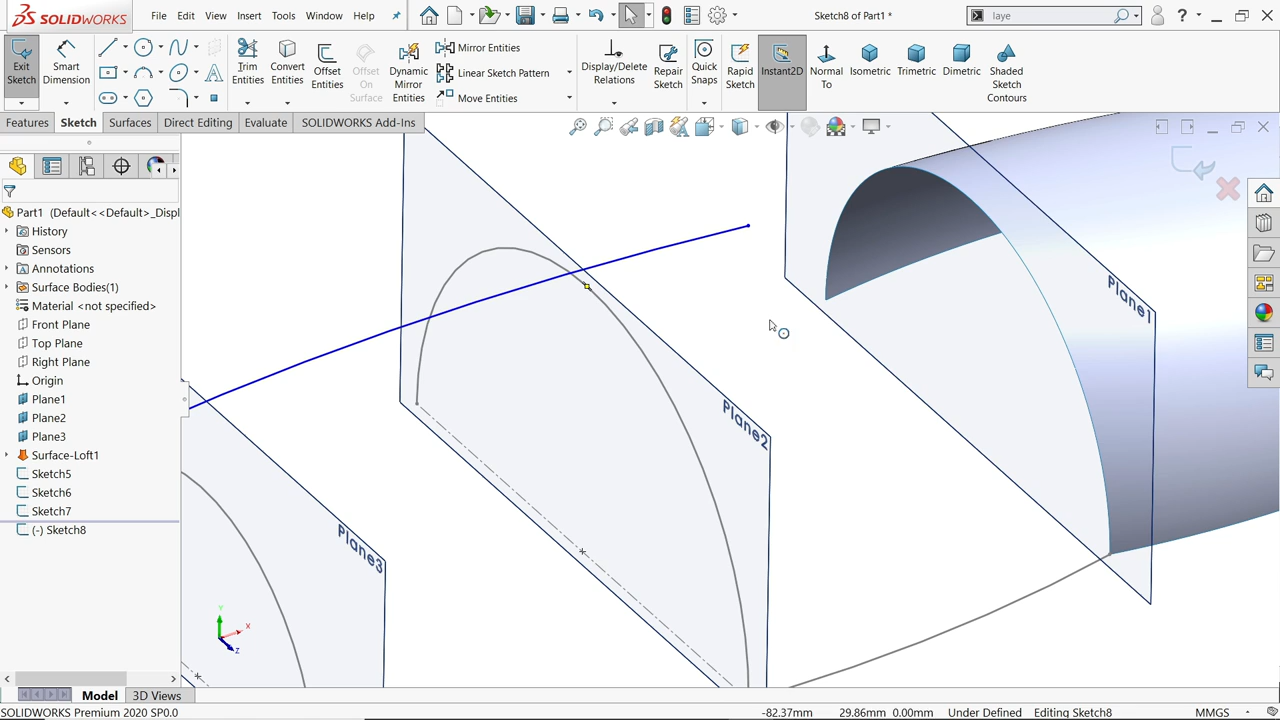 SOLIDWORKS
File Edit View Insert Tools Window Help
Sketch8 of Part1 *
laye
Exit Sketch
Smart Dimension
Trim Entities
Convert Entities
Offset Entities
Offset On Surface
Dynamic Mirror Entities
Mirror Entities
Linear Sketch Pattern
Move Entities
Display/Delete Relations
Repair Sketch
Quick Snaps
Rapid Sketch
Instant2D
Normal To
Isometric
Trimetric
Dimetric
Shaded Sketch Contours
Features Sketch Surfaces Direct Editing Evaluate SOLIDWORKS Add-Ins
Part1 (Default<<Default>_Displ
History
Sensors
Annotations
Surface Bodies(1)
Material <not specified>
Front Plane
Top Plane
Right Plane
Origin
Plane1
Plane2
Plane3
Surface-Loft1
Sketch5
Sketch6
Sketch7
(-) Sketch8
Plane1
Plane2
Plane3
Y
X
Z
Model 3D Views
SOLIDWORKS Premium 2020 SP0.0
-82.37mm 29.86mm 0.00mm Under Defined Editing Sketch8 MMGS